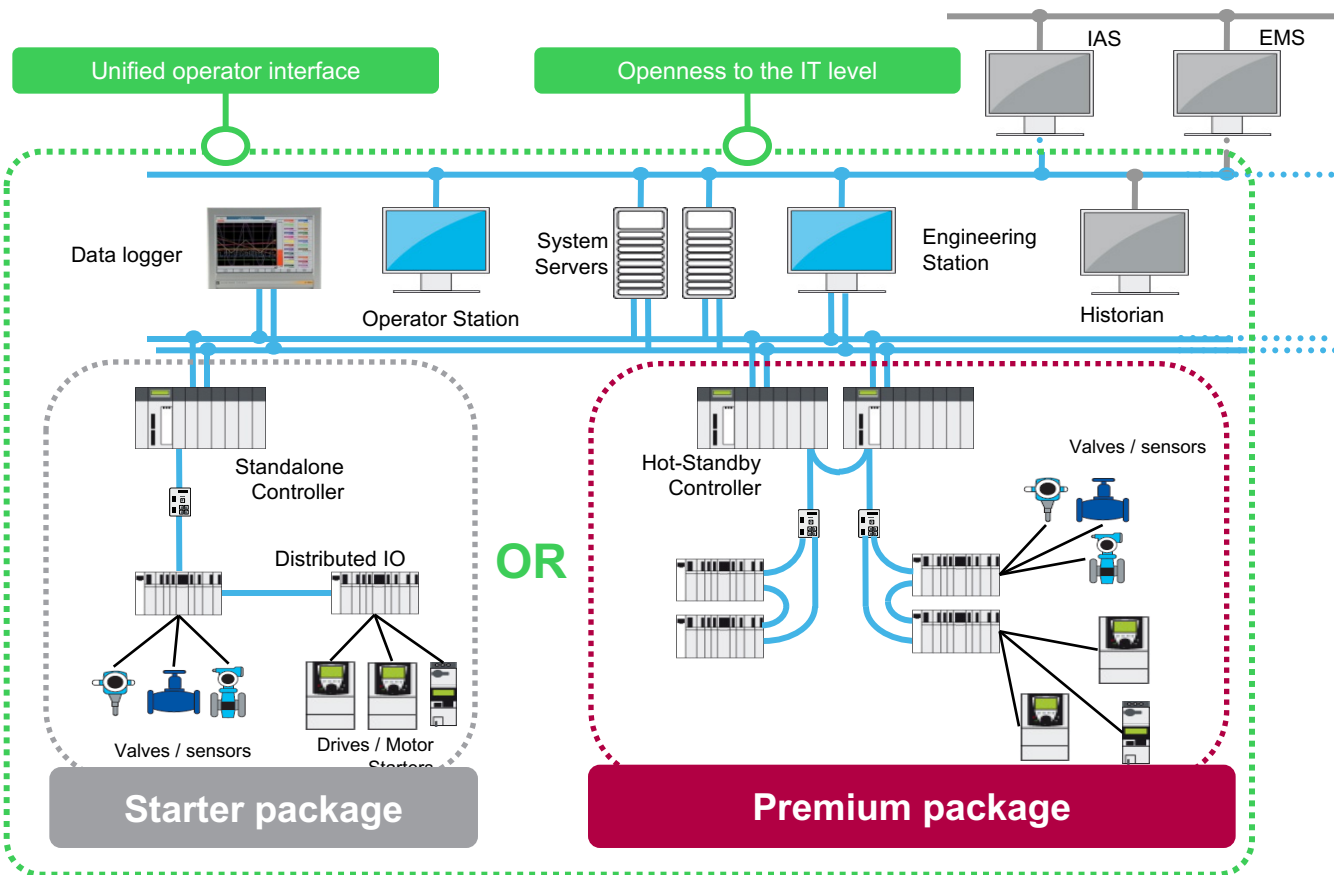 IAS
EMS
Unified operator interface
Openness to the IT level
Data logger
Operator Station
System
Servers
Engineering
Station
Historian
Standalone
Controller
Distributed IO
Valves / sensors
Drives / Motor
Starters
Starter package
OR
Hot-Standby
Controller
Valves / sensors
Premium package